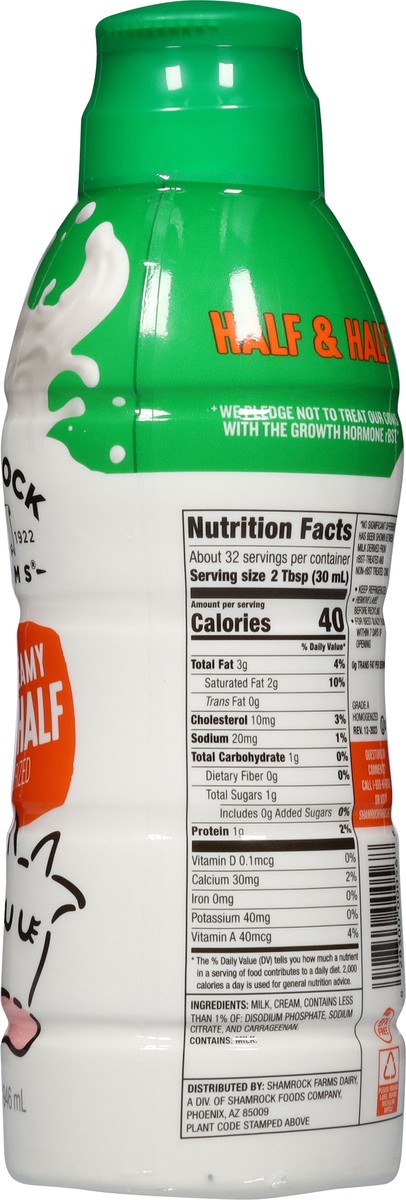 HALF & HALF
+WE PLEDGE NOT TO TREAT OUR COWS
WITH THE GROWTH HORMONE rBST
OCK
1922
MS®
AMY
HALF
IZED
946 mL
Nutrition Facts
About 32 servings per container
Serving size 2 Tbsp (30 mL)
Amount per serving
Calories 40
% Daily Value*
Total Fat 3g 4%
Saturated Fat 2g 10%
Trans Fat 0g
Cholesterol 10mg 3%
Sodium 20mg 1%
Total Carbohydrate 1g 0%
Dietary Fiber 0g 0%
Total Sugars 1g
Includes 0g Added Sugars 0%
Protein 1g 2%
Vitamin D 0.1mcg 0%
Calcium 30mg 2%
Iron 0mg 0%
Potassium 40mg 0%
Vitamin A 40mcg 4%
* The % Daily Value (DV) tells you how much a nutrient
in a serving of food contributes to a daily diet. 2,000
calories a day is used for general nutrition advice.
INGREDIENTS: MILK, CREAM, CONTAINS LESS
THAN 1% OF: DISODIUM PHOSPHATE, SODIUM
CITRATE, AND CARRAGEENAN.
CONTAINS: MILK.
DISTRIBUTED BY: SHAMROCK FARMS DAIRY,
A DIV. OF SHAMROCK FOODS COMPANY,
PHOENIX, AZ 85009
PLANT CODE STAMPED ABOVE
HAS BEEN SHOWN
MILK DERIVED FROM
rBST-TREATED AND
NON-rBST TREATED
• KEEP REFRIGERATED
BEFORE
WITHIN 7 DAYS OF
OPENING
0g TRANS FAT PER
GRADE A
HOMOGENIZED
REV. 12-2023
QUESTIONS
COMMENTS